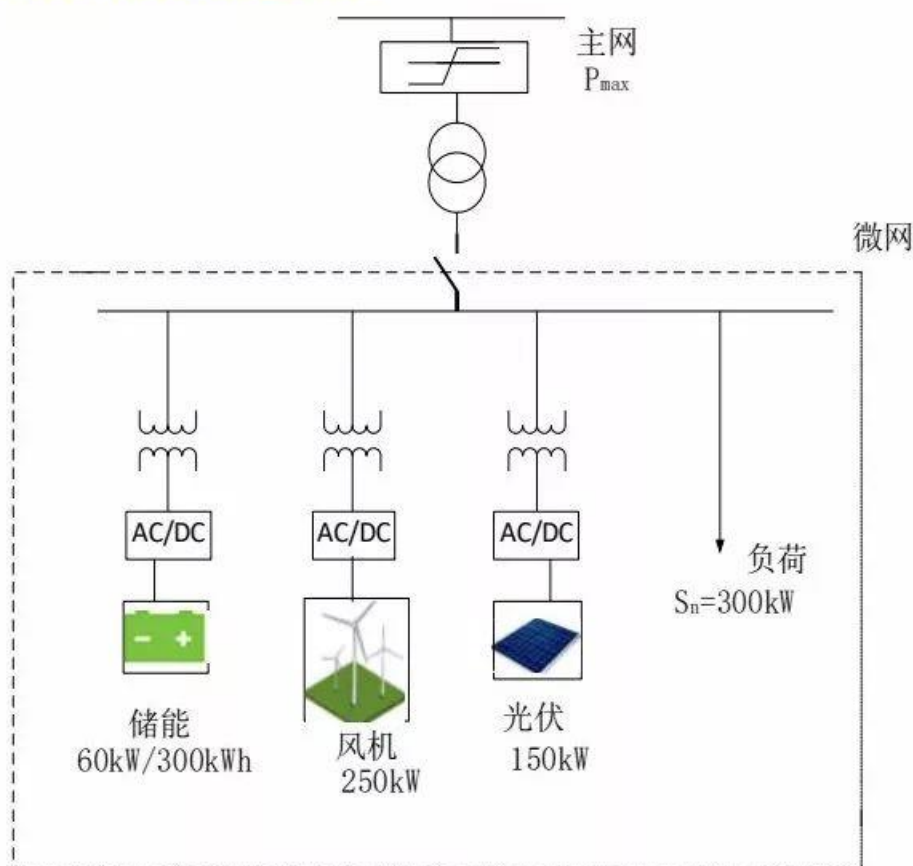 主网
Pmax
微网
AC/DC
AC/DC
AC/DC
负荷
Sn=300kW
储能
60kW/300kWh
风机
250kW
光伏
150kW